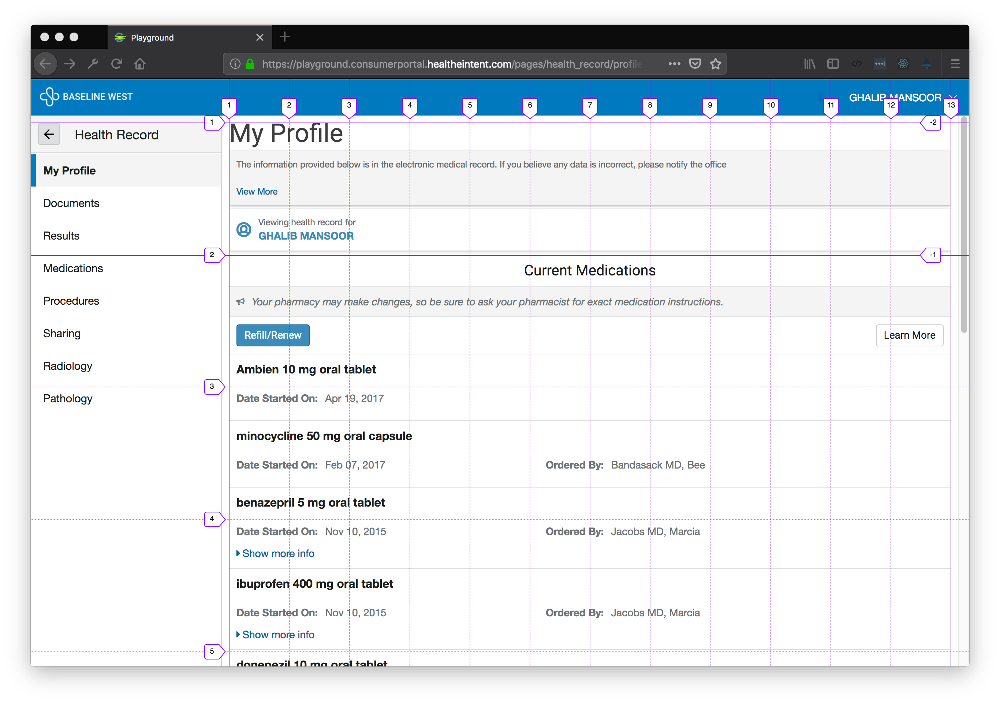 Playground
https://playground.consumerportal.healtheintent.com/pages/health_record/profile
BASELINE WEST
GHALIB MANSOOR
1 2 3 4 5 6 7 8 9 10 11 12 13
1
-2
Health Record
My Profile
Documents
Results
Medications
Procedures
Sharing
Radiology
Pathology
My Profile
The information provided below is in the electronic medical record. If you believe any data is incorrect, please notify the office
View More
Viewing health record for
GHALIB MANSOOR
2
-1
Current Medications
Your pharmacy may make changes, so be sure to ask your pharmacist for exact medication instructions.
Refill/Renew
Learn More
Ambien 10 mg oral tablet
3
Date Started On: Apr 19, 2017
minocycline 50 mg oral capsule
Date Started On: Feb 07, 2017
Ordered By: Bandasack MD, Bee
benazepril 5 mg oral tablet
4
Date Started On: Nov 10, 2015
Ordered By: Jacobs MD, Marcia
Show more info
ibuprofen 400 mg oral tablet
Date Started On: Nov 10, 2015
Ordered By: Jacobs MD, Marcia
Show more info
5
donepezil 10 mg oral tablet